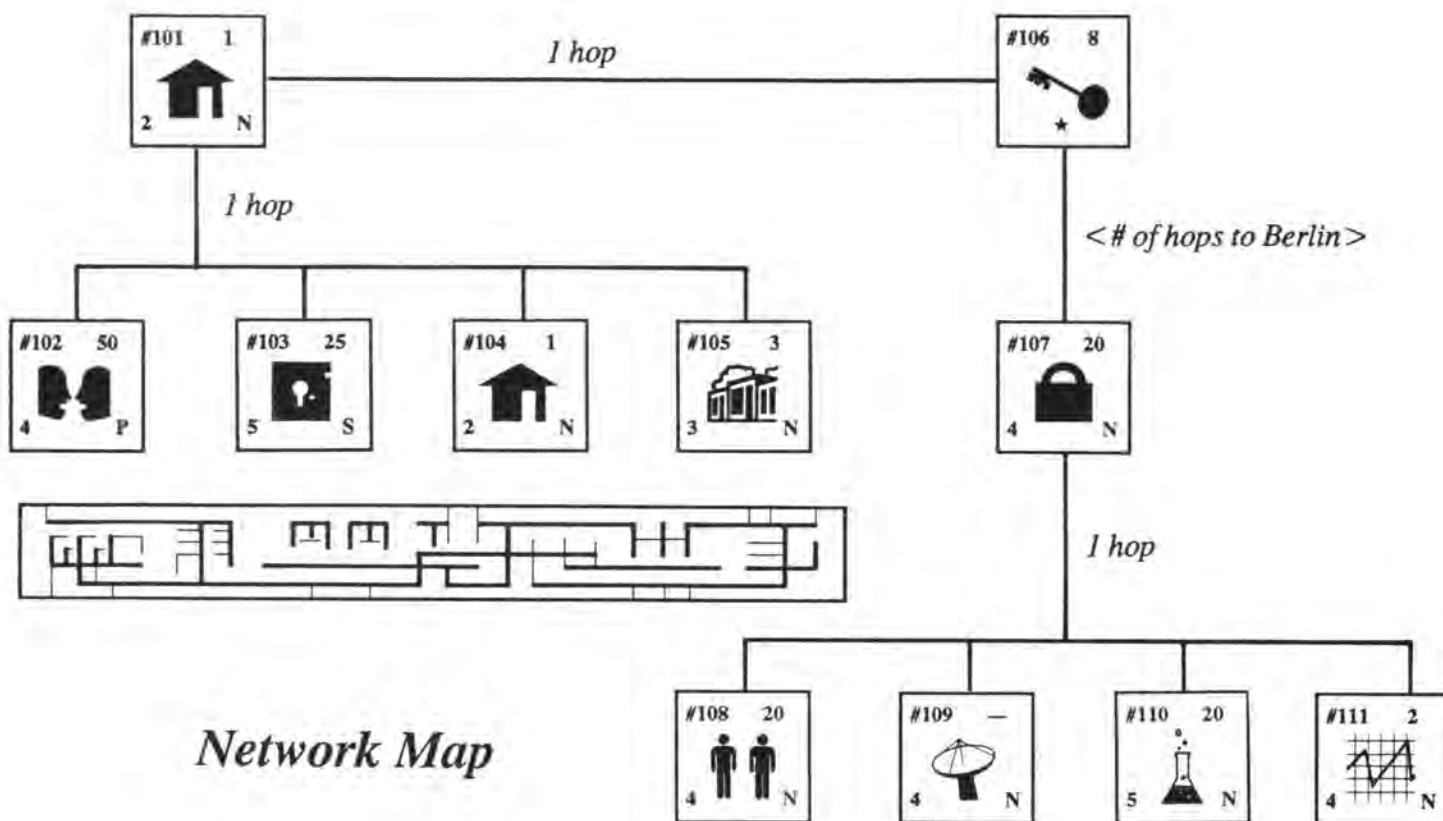 #101 1
2 N
1 hop
#106 8
★
1 hop
<# of hops to Berlin>
#102 50
4 P
#103 25
5 S
#104 1
2 N
#105 3
3 N
#107 20
4 N
1 hop
Network Map
#108 20
4 N
#109 —
4 N
#110 20
5 N
#111 2
4 N